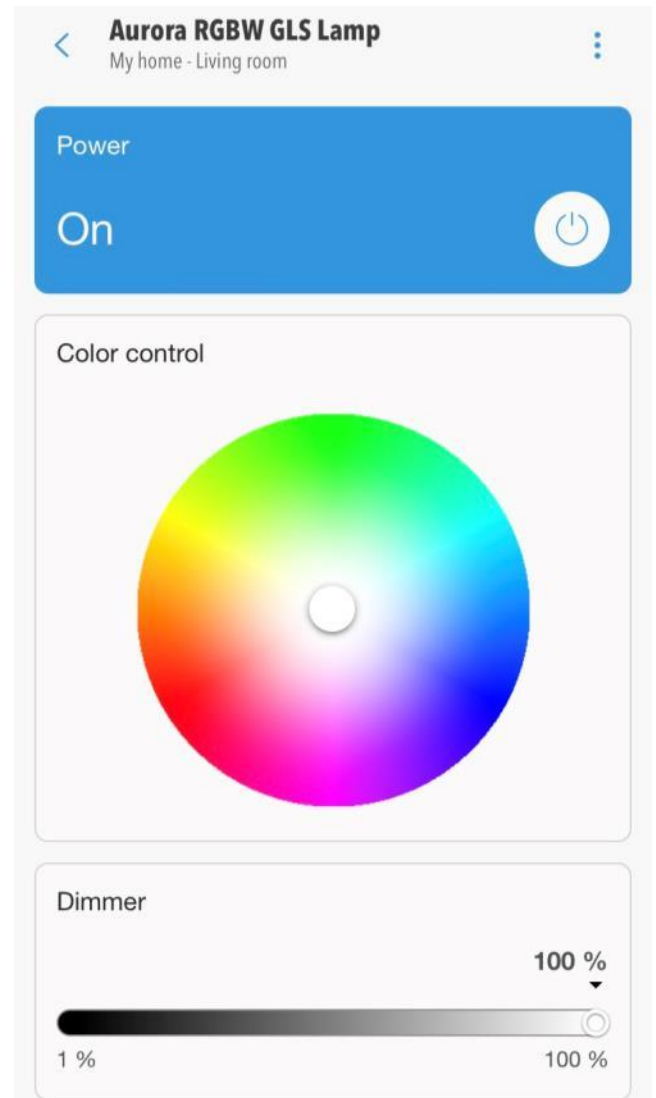 Aurora RGBW GLS Lamp
My home - Living room
Power
On
Color control
Dimmer
100 %
1 %
100 %